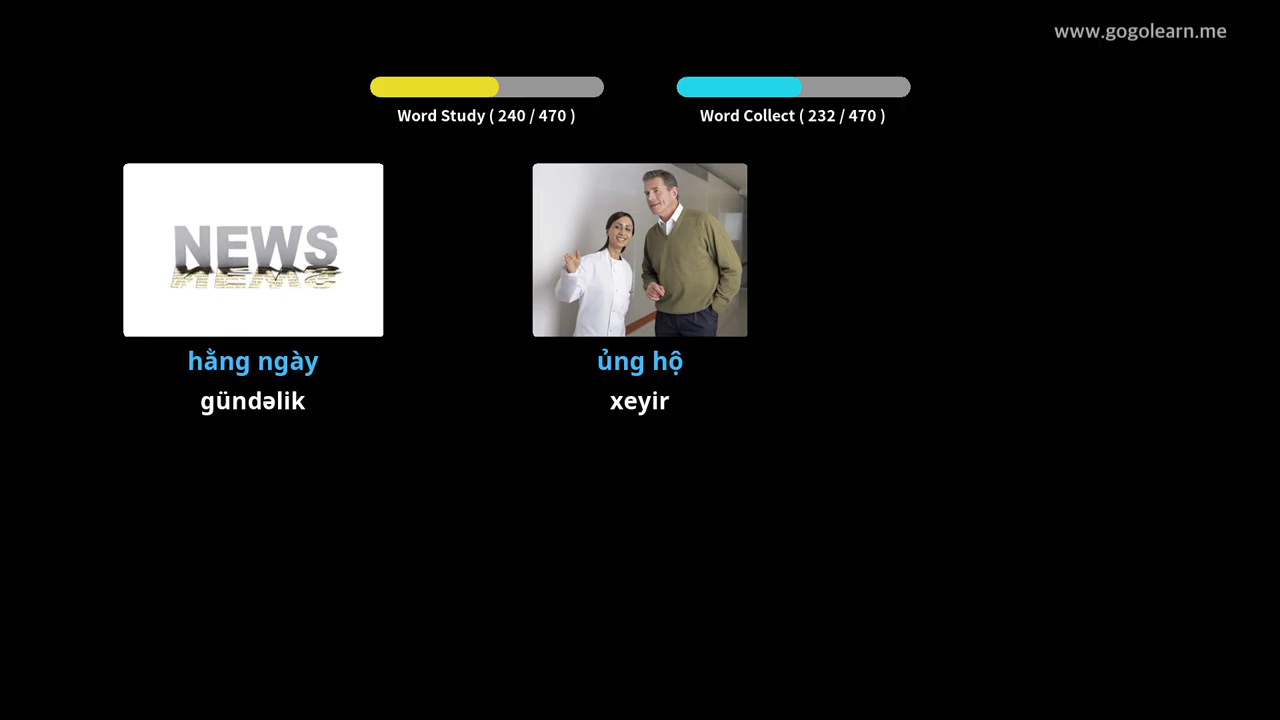 www.gogolearn.me
Word Study ( 240 / 470 )
Word Collect ( 232 / 470 )
NEWS
hằng ngày
ủng hộ
gündəlik
xeyir